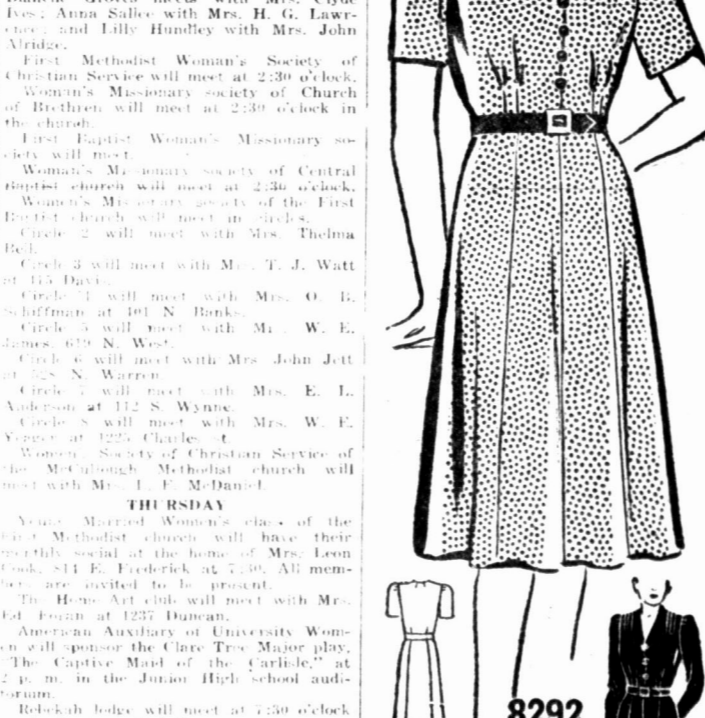 Ives; Anna Sallee with Mrs. H. G. Lawr-
ence; and Lilly Hundley with Mrs. John
Alridge.
First Methodist Woman's Society of
Christian Service will meet at 2:30 o'clock.
Woman's Missionary society of Church
of Brethren will meet at 2:30 o'clock in
the church.
First Baptist Woman's Missionary so-
ciety will meet.
Woman's Missionary society of Central
Baptist church will meet at 2:30 o'clock.
Women's Missionary society of the First
Baptist church will meet in circles.
Circle 2 will meet with Mrs. Thelma
Bell.
Circle 3 will meet with Mrs. T. J. Watt
at Davis.
Circle 4 will meet with Mrs. O. B.
Schiffman at 401 N. Banks.
Circle 5 will meet with Mrs. W. E.
James, N. West.
Circle 6 will meet with Mrs. John Jett
at N. Warren.
Circle 7 will meet with Mrs. E. L.
Anderson at 412 S. Wynne.
Circle 8 will meet with Mrs. W. E.
Yeager at 1225 Charles st.
Women's Society of Christian Service of
the McCullough Methodist church will
meet with Mrs. L. F. McDaniel.
THURSDAY
Young Married Women's class of the
First Methodist church will have their
monthly social at the home of Mrs. Leon
Cook, 811 E. Frederick at 7:30. All mem-
bers are invited to be present.
The Home Art club will meet with Mrs.
Ed Foran at 1237 Duncan.
American Auxiliary of University Wom-
en will sponsor the Clare Tree Major play,
"The Captive Maid of the Carlisle," at
2 p. m. in the Junior High school audi-
torium.
Rebekah lodge will meet at 7:30 o'clock
8292